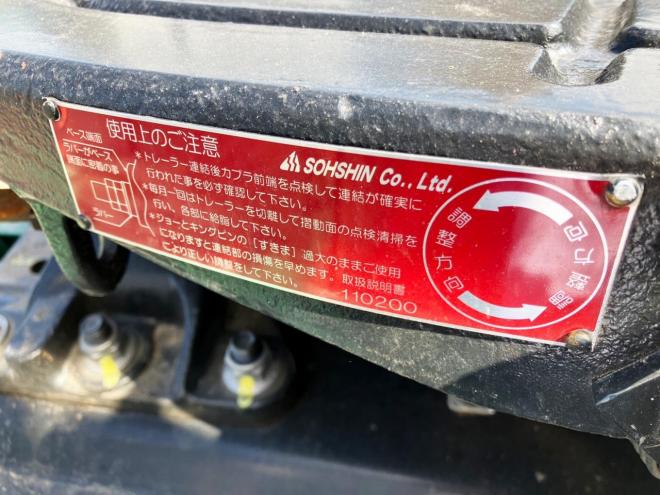 使用上のご注意
SOHSHIN Co., Ltd.
ベース端面
ラバーがベース
端面に密着の事
ラバー
*トレーラー連結後カプラ前端を点検して連結が確実に
行われた事を必ず確認して下さい。
*毎月一回はトレーラーを切離して摺動面の点検清掃を
行い、各部に給脂して下さい。
*ジョーとキングピンの[すきま]過大のままご使用
になりますと連結部の損傷を早めます。取扱説明書
により正しい調整をして下さい。
110200
調整方向
調整方向